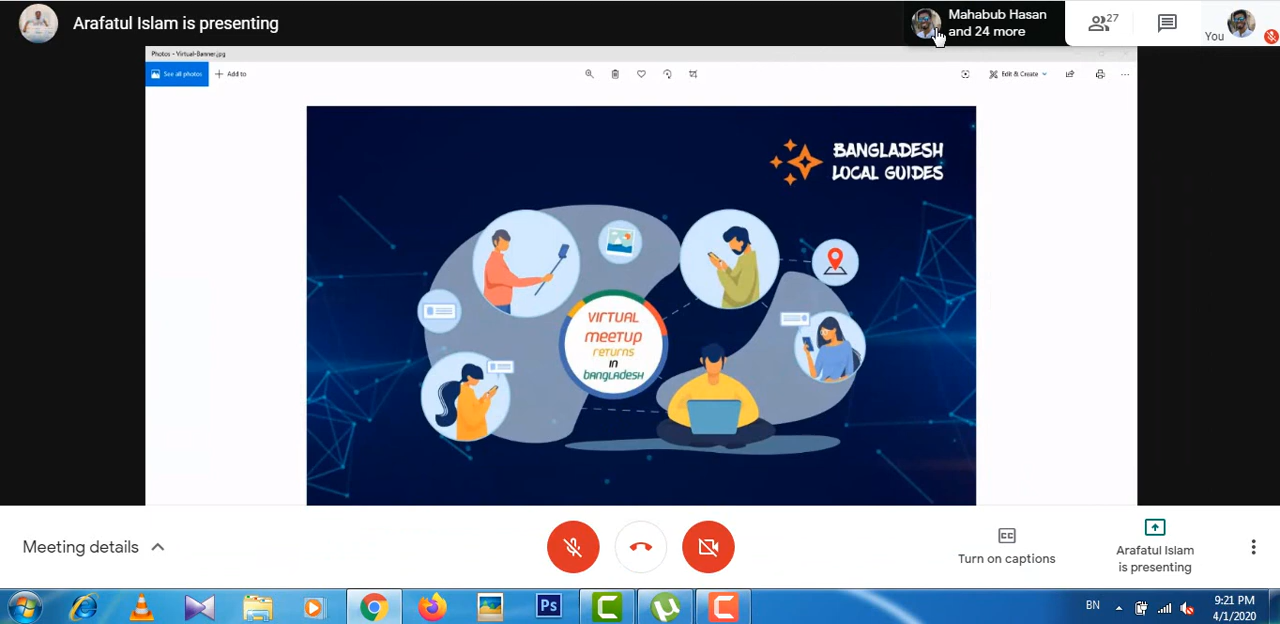 Arafatul Islam is presenting
Mahabub Hasan
and 24 more
27
You
Photos - Virtual-Banner.jpg
See all photos
Add to
Edit & Create
BANGLADESH
LOCAL GUIDES
VIRTUAL
MEETUP
RETURNS
IN
BANGLADESH
Meeting details
CC
Turn on captions
Arafatul Islam
is presenting
Ps
BN
9:21 PM
4/1/2020